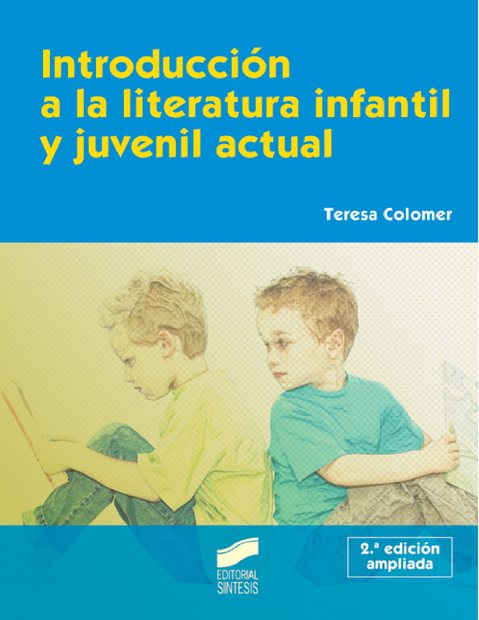 Introducción
a la literatura infantil
y juvenil actual
Teresa Colomer
2.ª edición
ampliada
EDITORIAL
SINTESIS